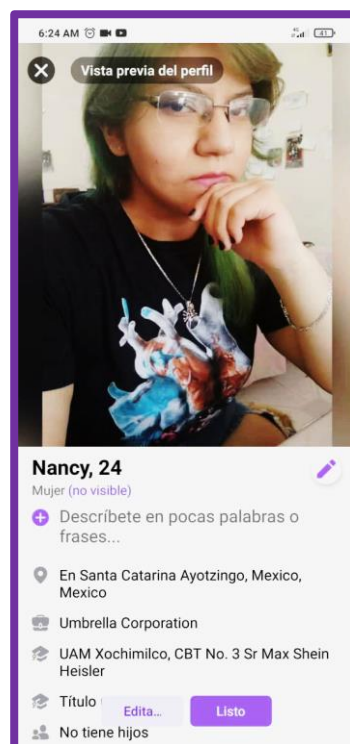 6:24 AM
4G
41
Vista previa del perfil
Nancy, 24
Mujer (no visible)
Descríbete en pocas palabras o
frases...
En Santa Catarina Ayotzingo, Mexico,
Mexico
Umbrella Corporation
UAM Xochimilco, CBT No. 3 Sr Max Shein
Heisler
Título
Edita...
Listo
No tiene hijos